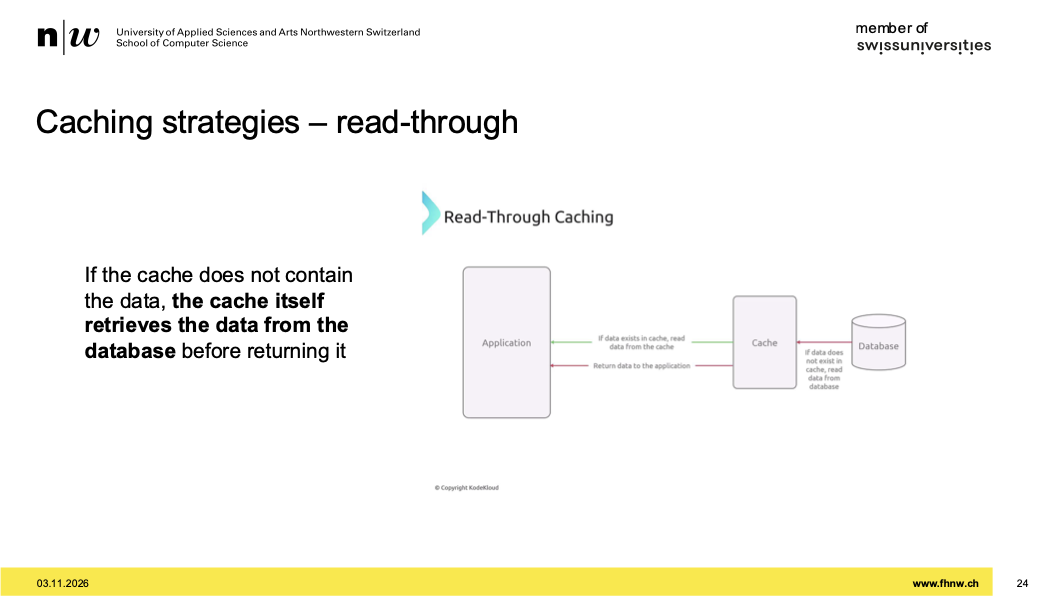 n|w University of Applied Sciences and Arts Northwestern Switzerland
School of Computer Science
member of
swissuniversities
Caching strategies – read-through
Read-Through Caching
If the cache does not contain
the data, the cache itself
retrieves the data from the
database before returning it
Application
If data exists in cache, read
data from the cache
Return data to the application
Cache
If data does
not exist in
cache, read
data from
database
Database
© Copyright KodeKloud
03.11.2026
www.fhnw.ch
24